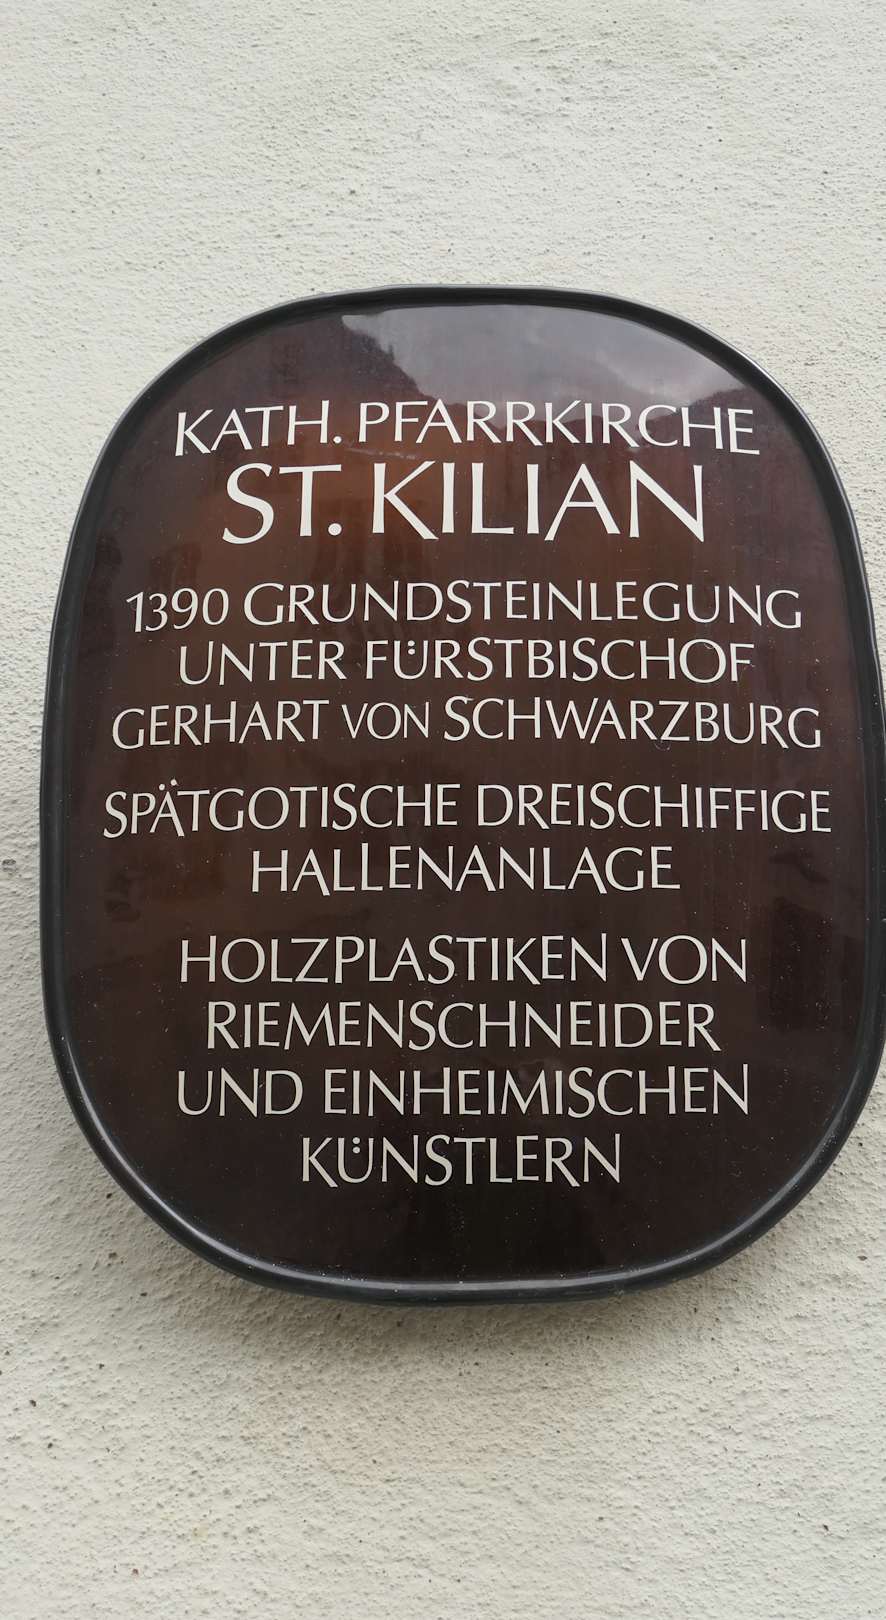 KATH. PFARRKIRCHE
ST. KILIAN
1390 GRUNDSTEINLEGUNG
UNTER FÜRSTBISCHOF
GERHART VON SCHWARZBURG
SPÄTGOTISCHE DREISCHIFFIGE
HALLENANLAGE
HOLZPLASTIKEN VON
RIEMENSCHNEIDER
UND EINHEIMISCHEN
KÜNSTLERN